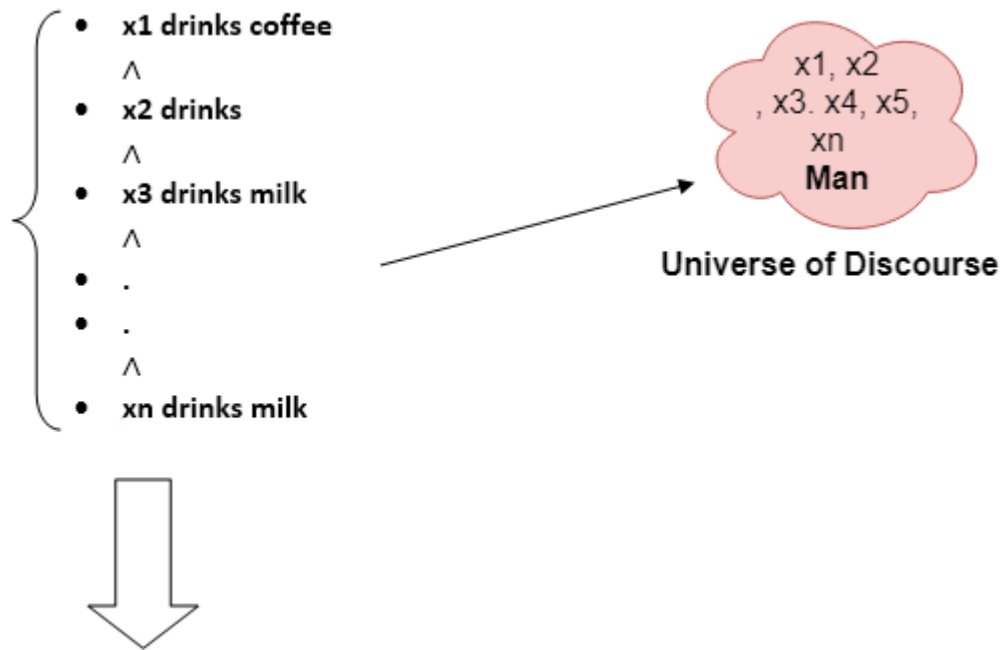 x1 drinks coffee
∧
x2 drinks
∧
x3 drinks milk
∧
.
.
∧
xn drinks milk
x1, x2
, x3. x4, x5,
xn
Man
Universe of Discourse